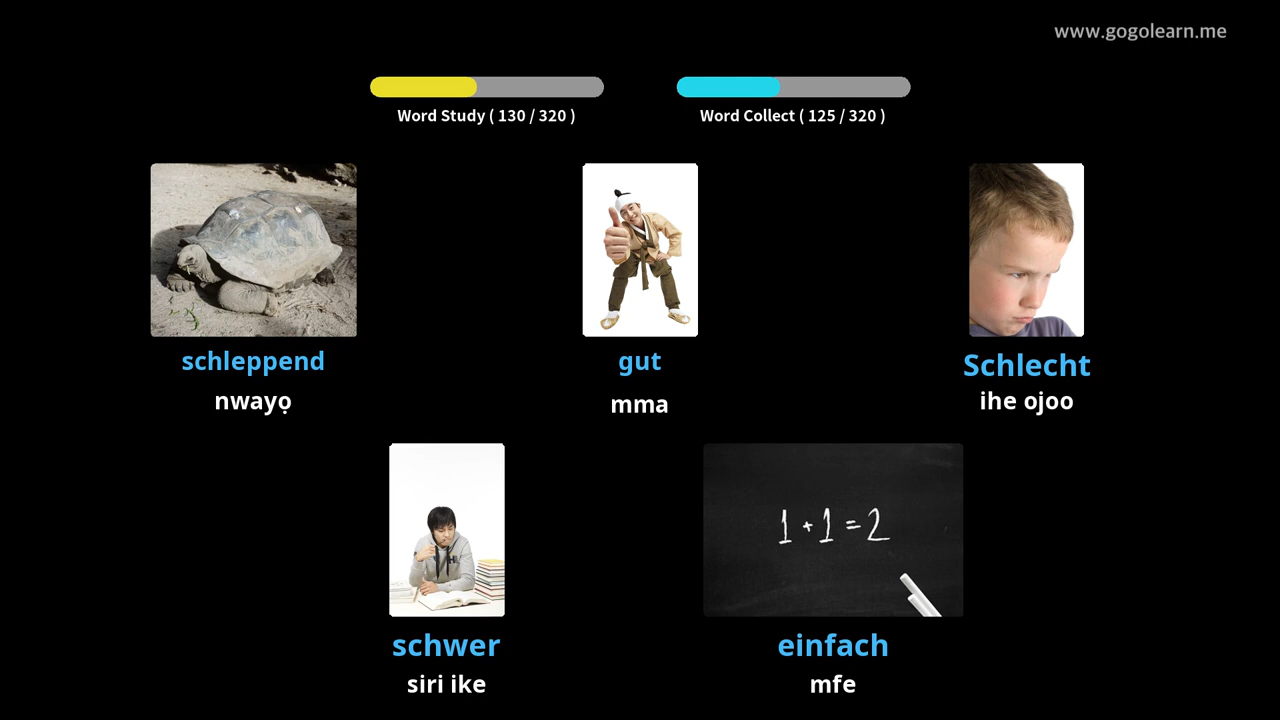 www.gogolearn.me
Word Study ( 130 / 320 )
Word Collect ( 125 / 320 )
schleppend
gut
Schlecht
nwayọ
mma
ihe ojoo
1 + 1 = 2
schwer
einfach
siri ike
mfe